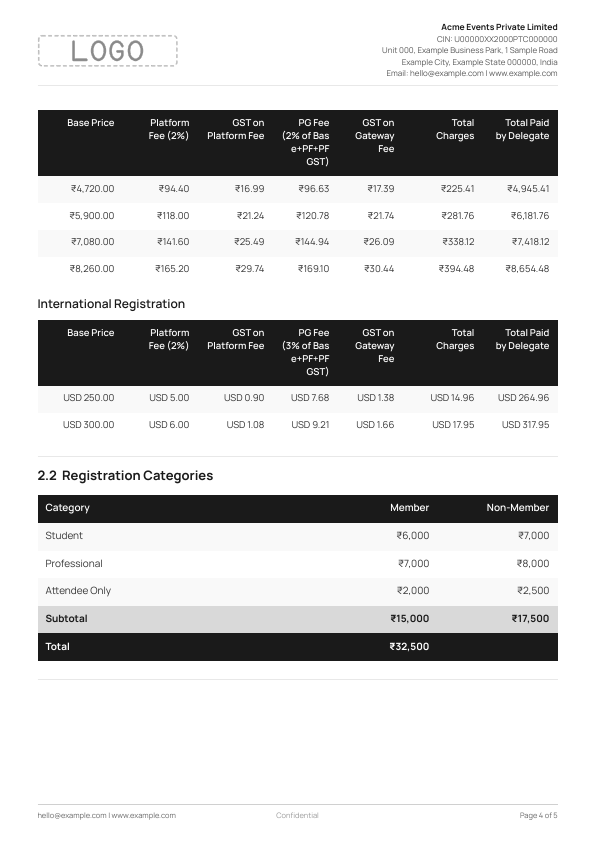 LOGO
Acme Events Private Limited
CIN: U00000XX2000PTC000000
Unit 000, Example Business Park, 1 Sample Road
Example City, Example State 000000, India
Email: hello@example.com | www.example.com
Base Price Platform Fee (2%) GST on Platform Fee PG Fee (2% of Bas e+PF+PF GST) GST on Gateway Fee Total Charges Total Paid by Delegate
₹4,720.00 ₹94.40 ₹16.99 ₹96.63 ₹17.39 ₹225.41 ₹4,945.41
₹5,900.00 ₹118.00 ₹21.24 ₹120.78 ₹21.74 ₹281.76 ₹6,181.76
₹7,080.00 ₹141.60 ₹25.49 ₹144.94 ₹26.09 ₹338.12 ₹7,418.12
₹8,260.00 ₹165.20 ₹29.74 ₹169.10 ₹30.44 ₹394.48 ₹8,654.48
International Registration
Base Price Platform Fee (2%) GST on Platform Fee PG Fee (3% of Bas e+PF+PF GST) GST on Gateway Fee Total Charges Total Paid by Delegate
USD 250.00 USD 5.00 USD 0.90 USD 7.68 USD 1.38 USD 14.96 USD 264.96
USD 300.00 USD 6.00 USD 1.08 USD 9.21 USD 1.66 USD 17.95 USD 317.95
2.2 Registration Categories
Category Member Non-Member
Student ₹6,000 ₹7,000
Professional ₹7,000 ₹8,000
Attendee Only ₹2,000 ₹2,500
Subtotal ₹15,000 ₹17,500
Total ₹32,500
hello@example.com | www.example.com Confidential Page 4 of 5